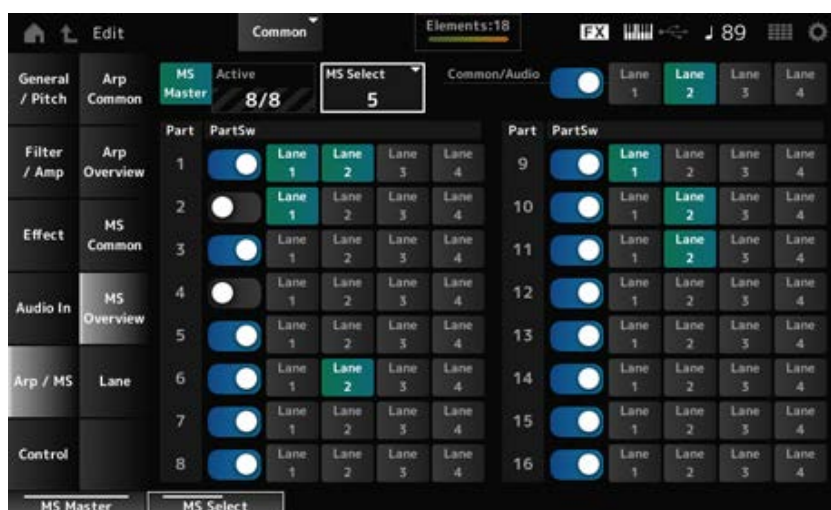 Edit Common Elements:18 FX ♩ 89
General / Pitch
Arp Common
MS Master
Active 8/8
MS Select 5
Common/Audio Lane 1 Lane 2 Lane 3 Lane 4
Part PartSw Part PartSw
1 Lane 1 Lane 2 Lane 3 Lane 4 9 Lane 1 Lane 2 Lane 3 Lane 4
Filter / Amp
Arp Overview
2 Lane 1 Lane 2 Lane 3 Lane 4 10 Lane 1 Lane 2 Lane 3 Lane 4
Effect
MS Common
3 Lane 1 Lane 2 Lane 3 Lane 4 11 Lane 1 Lane 2 Lane 3 Lane 4
Audio In
MS Overview
4 Lane 1 Lane 2 Lane 3 Lane 4 12 Lane 1 Lane 2 Lane 3 Lane 4
5 Lane 1 Lane 2 Lane 3 Lane 4 13 Lane 1 Lane 2 Lane 3 Lane 4
Arp / MS
Lane
6 Lane 1 Lane 2 Lane 3 Lane 4 14 Lane 1 Lane 2 Lane 3 Lane 4
7 Lane 1 Lane 2 Lane 3 Lane 4 15 Lane 1 Lane 2 Lane 3 Lane 4
Control
8 Lane 1 Lane 2 Lane 3 Lane 4 16 Lane 1 Lane 2 Lane 3 Lane 4
MS Master MS Select